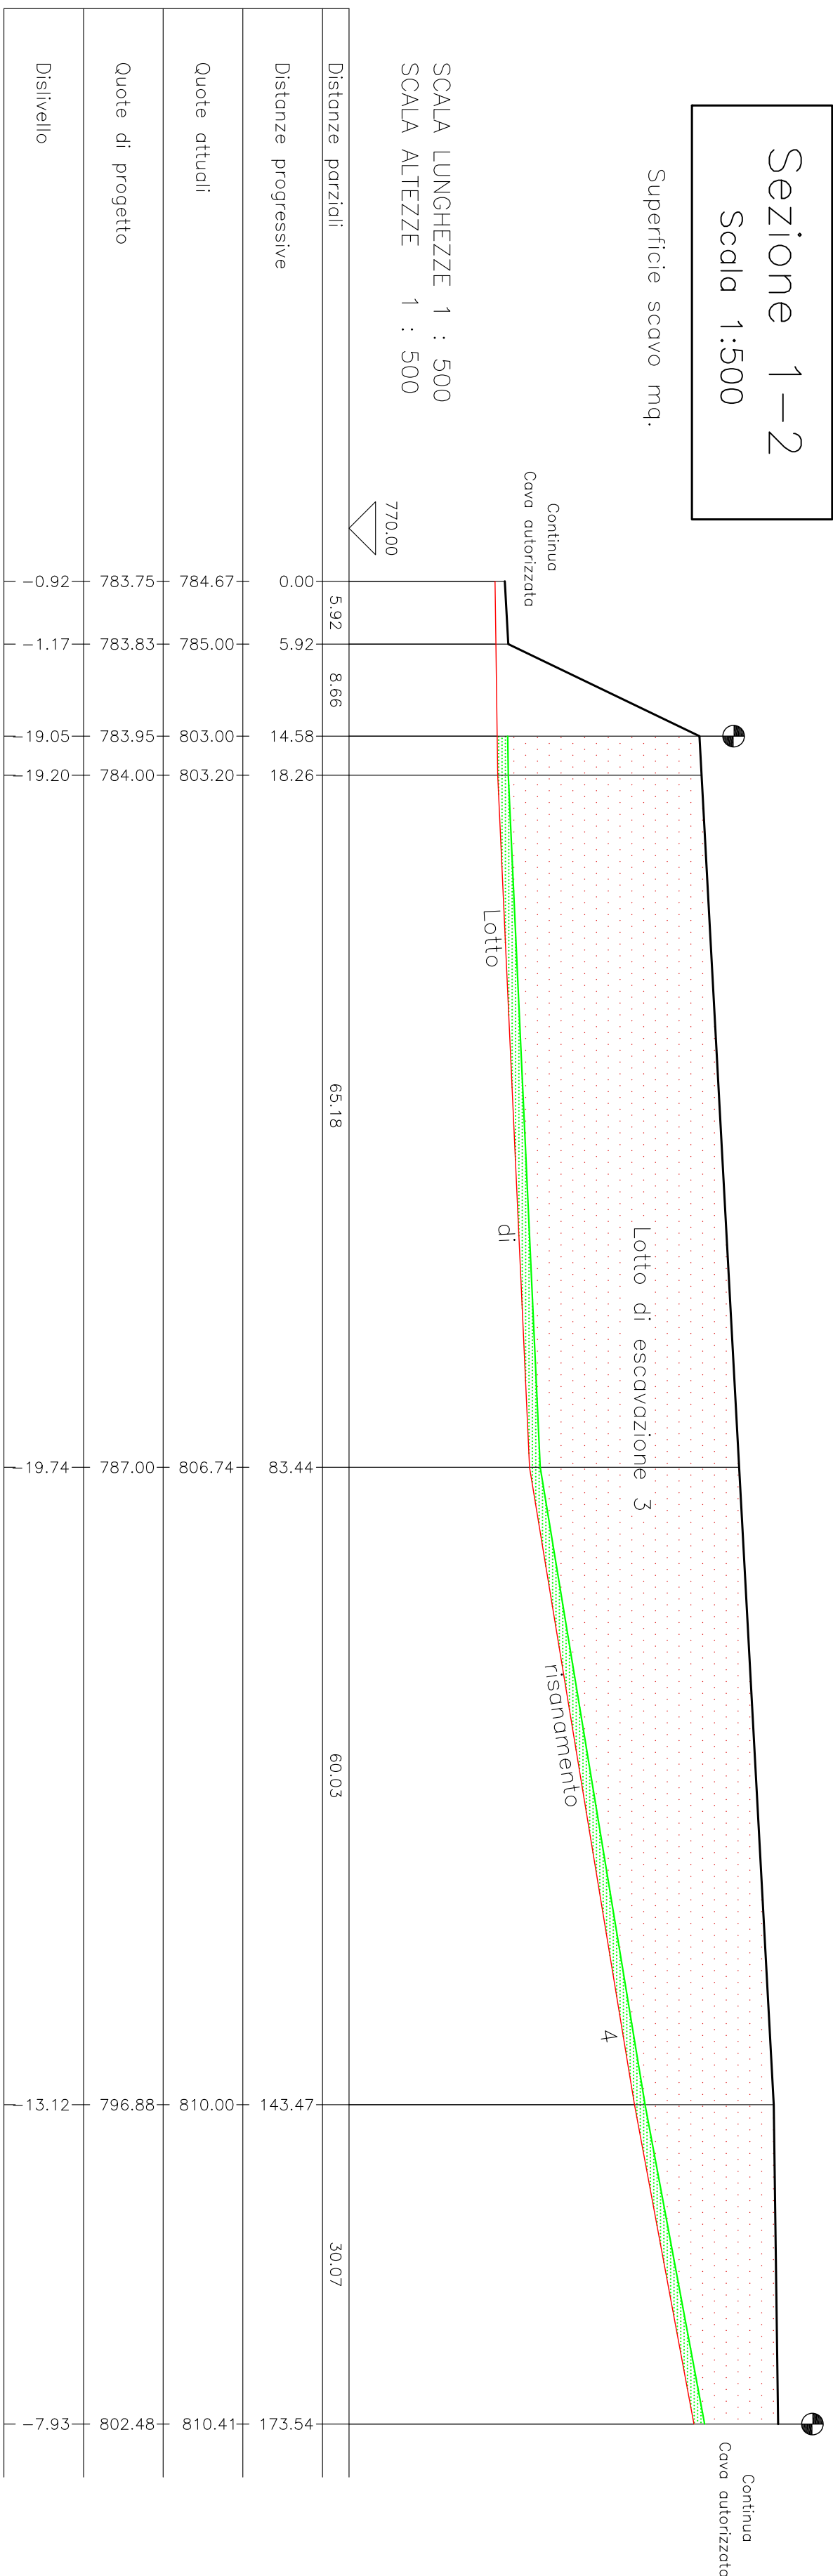 Sezione 1-2
Scala 1:500
Superficie scavo mq.
Continua
Cava autorizzata
Continua
Cava autorizzata
Lotto di escavazione 3
Lotto di risanamento 4
SCALA LUNGHEZZE 1 : 500
SCALA ALTEZZE 1 : 500
770.00
Distanze parziali 5.92 8.66 65.18 60.03 30.07
Distanze progressive 0.00 5.92 14.58 18.26 83.44 143.47 173.54
Quote attuali 784.67 785.00 803.00 803.20 806.74 810.00 810.41
Quote di progetto 783.75 783.83 783.95 784.00 787.00 796.88 802.48
Dislivello -0.92 -1.17 -19.05 -19.20 -19.74 -13.12 -7.93